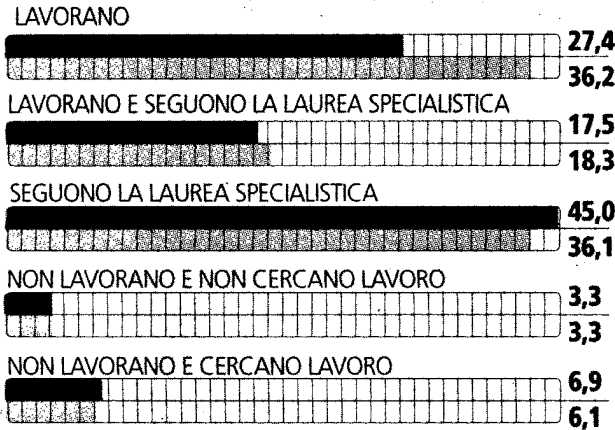 LAVORANO
27,4
36,2
LAVORANO E SEGUONO LA LAUREA SPECIALISTICA
17,5
18,3
SEGUONO LA LAUREA SPECIALISTICA
45,0
36,1
NON LAVORANO E NON CERCANO LAVORO
3,3
3,3
NON LAVORANO E CERCANO LAVORO
6,9
6,1